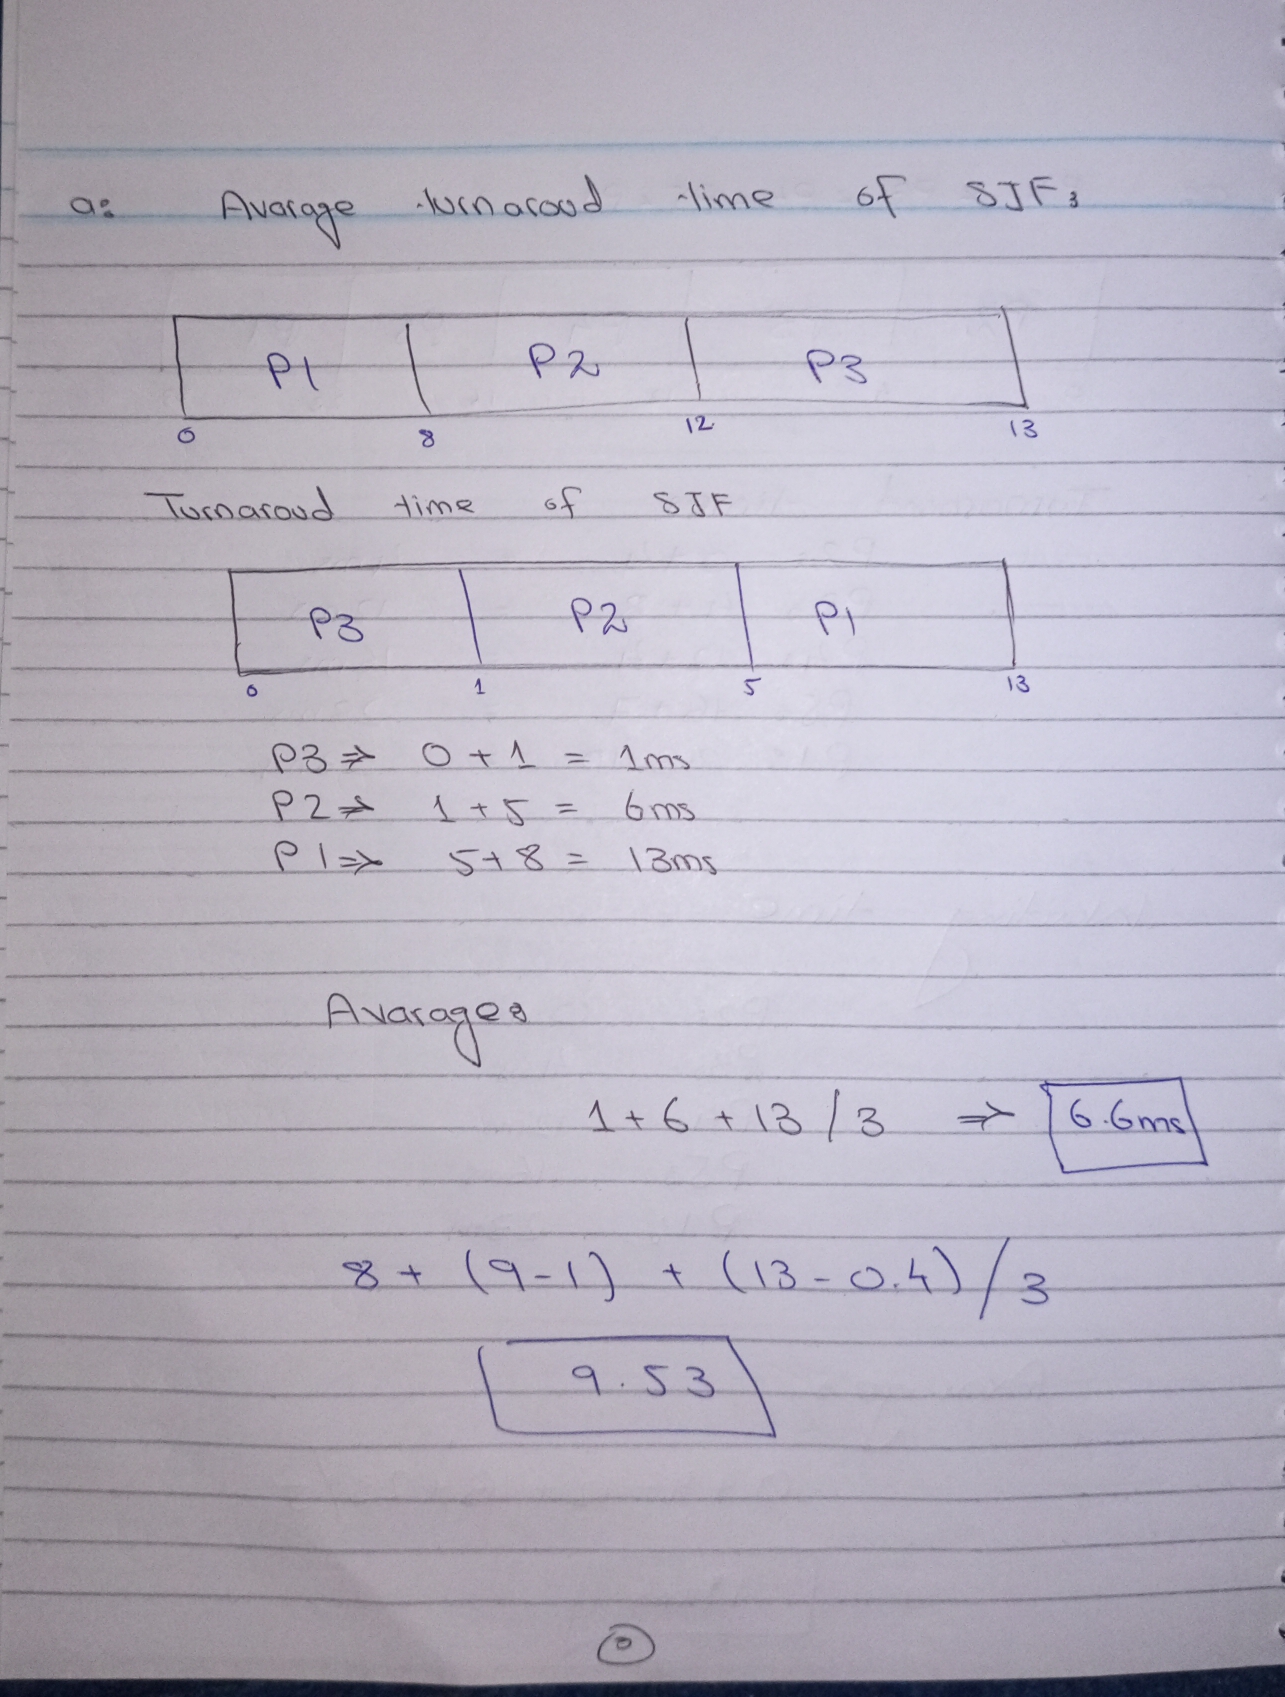 a: Avarage turnaroud time of SJF:
P1 P2 P3
0 8 12 13
Turnaroud time of SJF
P3 P2 P1
0 1 5 13
P3 ⇒ 0 + 1 = 1ms
P2 ⇒ 1 + 5 = 6ms
P1 ⇒ 5 + 8 = 13ms
Avarage:
1 + 6 + 13 / 3 ⇒ 6.6ms
8 + (9-1) + (13-0.4) / 3
9.53
0